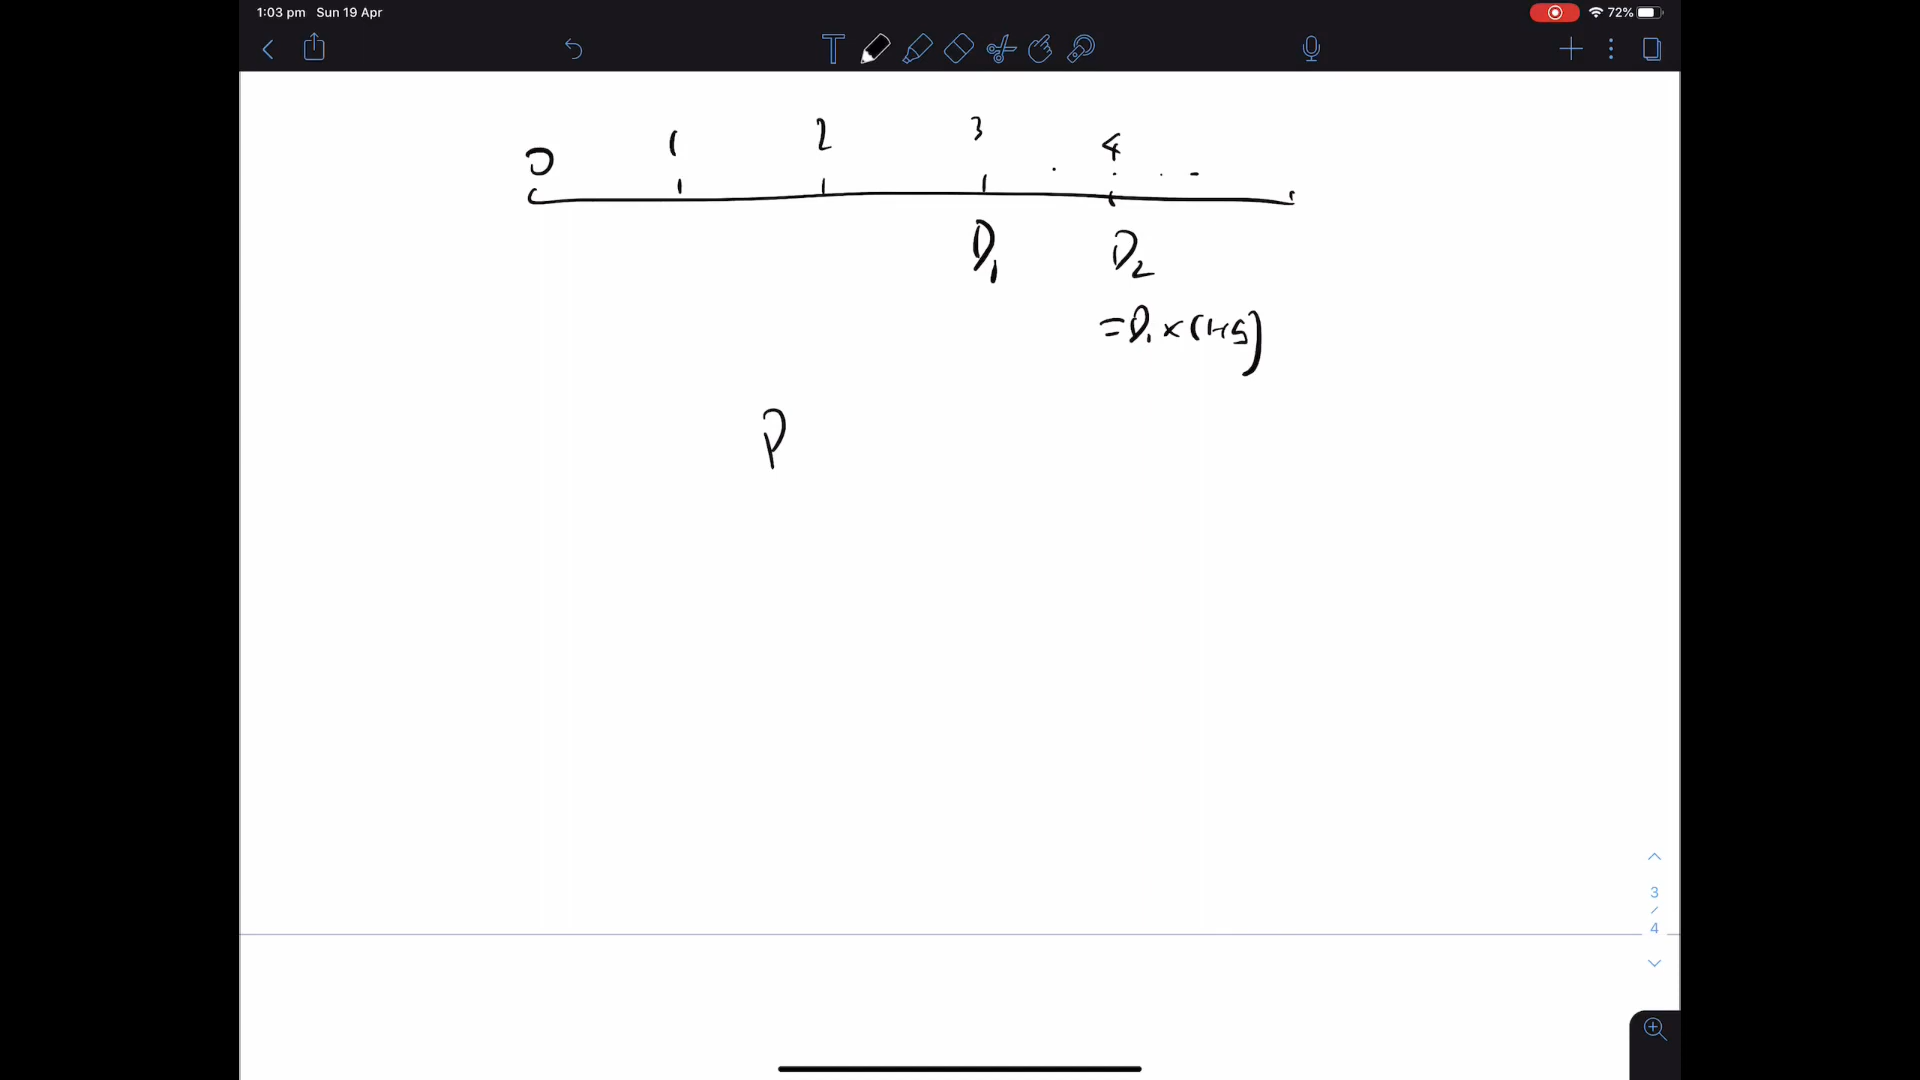 1:03 pm Sun 19 Apr 72%
0 1 2 3 . 4 . . -
D₁ D₂
= D₁ × (1+g)
P
3
/
4